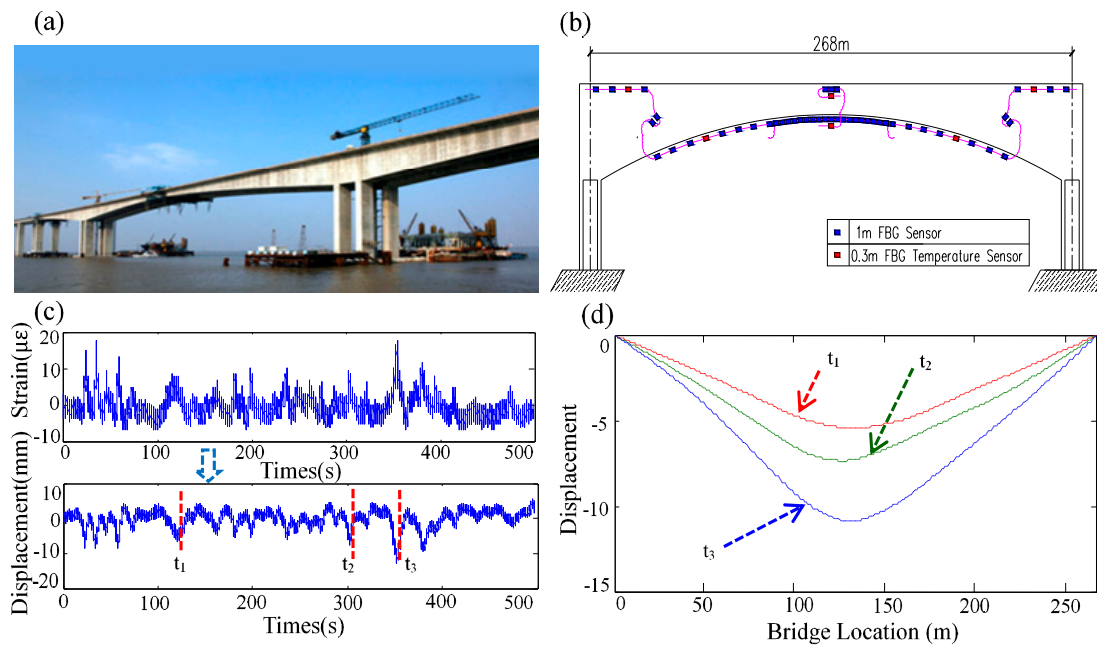 (a)
(b)
268m
1m FBG Sensor
0.3m FBG Temperature Sensor
(c)
Strain(με)
20
10
0
-10
0
100
200
300
400
500
Times(s)
Displacement(mm)
10
0
-10
-20
t1
t2
t3
0
100
200
300
400
500
Times(s)
(d)
Displacement
0
-5
-10
-15
t1
t2
t3
0
50
100
150
200
250
Bridge Location (m)